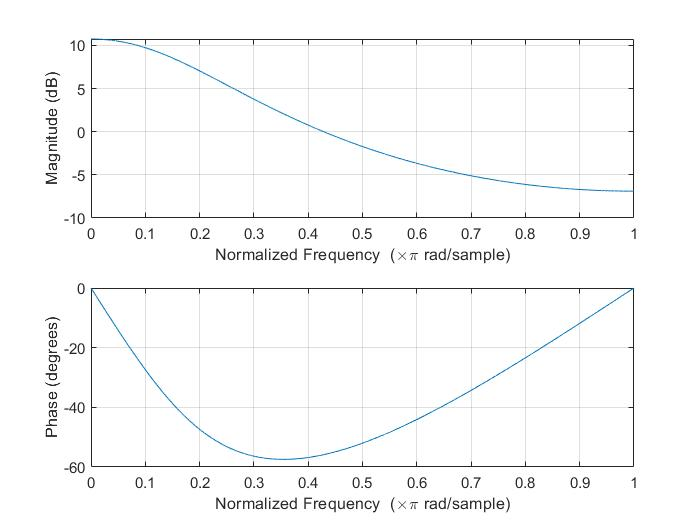 10
5
0
-5
-10
Magnitude (dB)
0 0.1 0.2 0.3 0.4 0.5 0.6 0.7 0.8 0.9 1
Normalized Frequency (×π rad/sample)
0
-20
-40
-60
Phase (degrees)
0 0.1 0.2 0.3 0.4 0.5 0.6 0.7 0.8 0.9 1
Normalized Frequency (×π rad/sample)